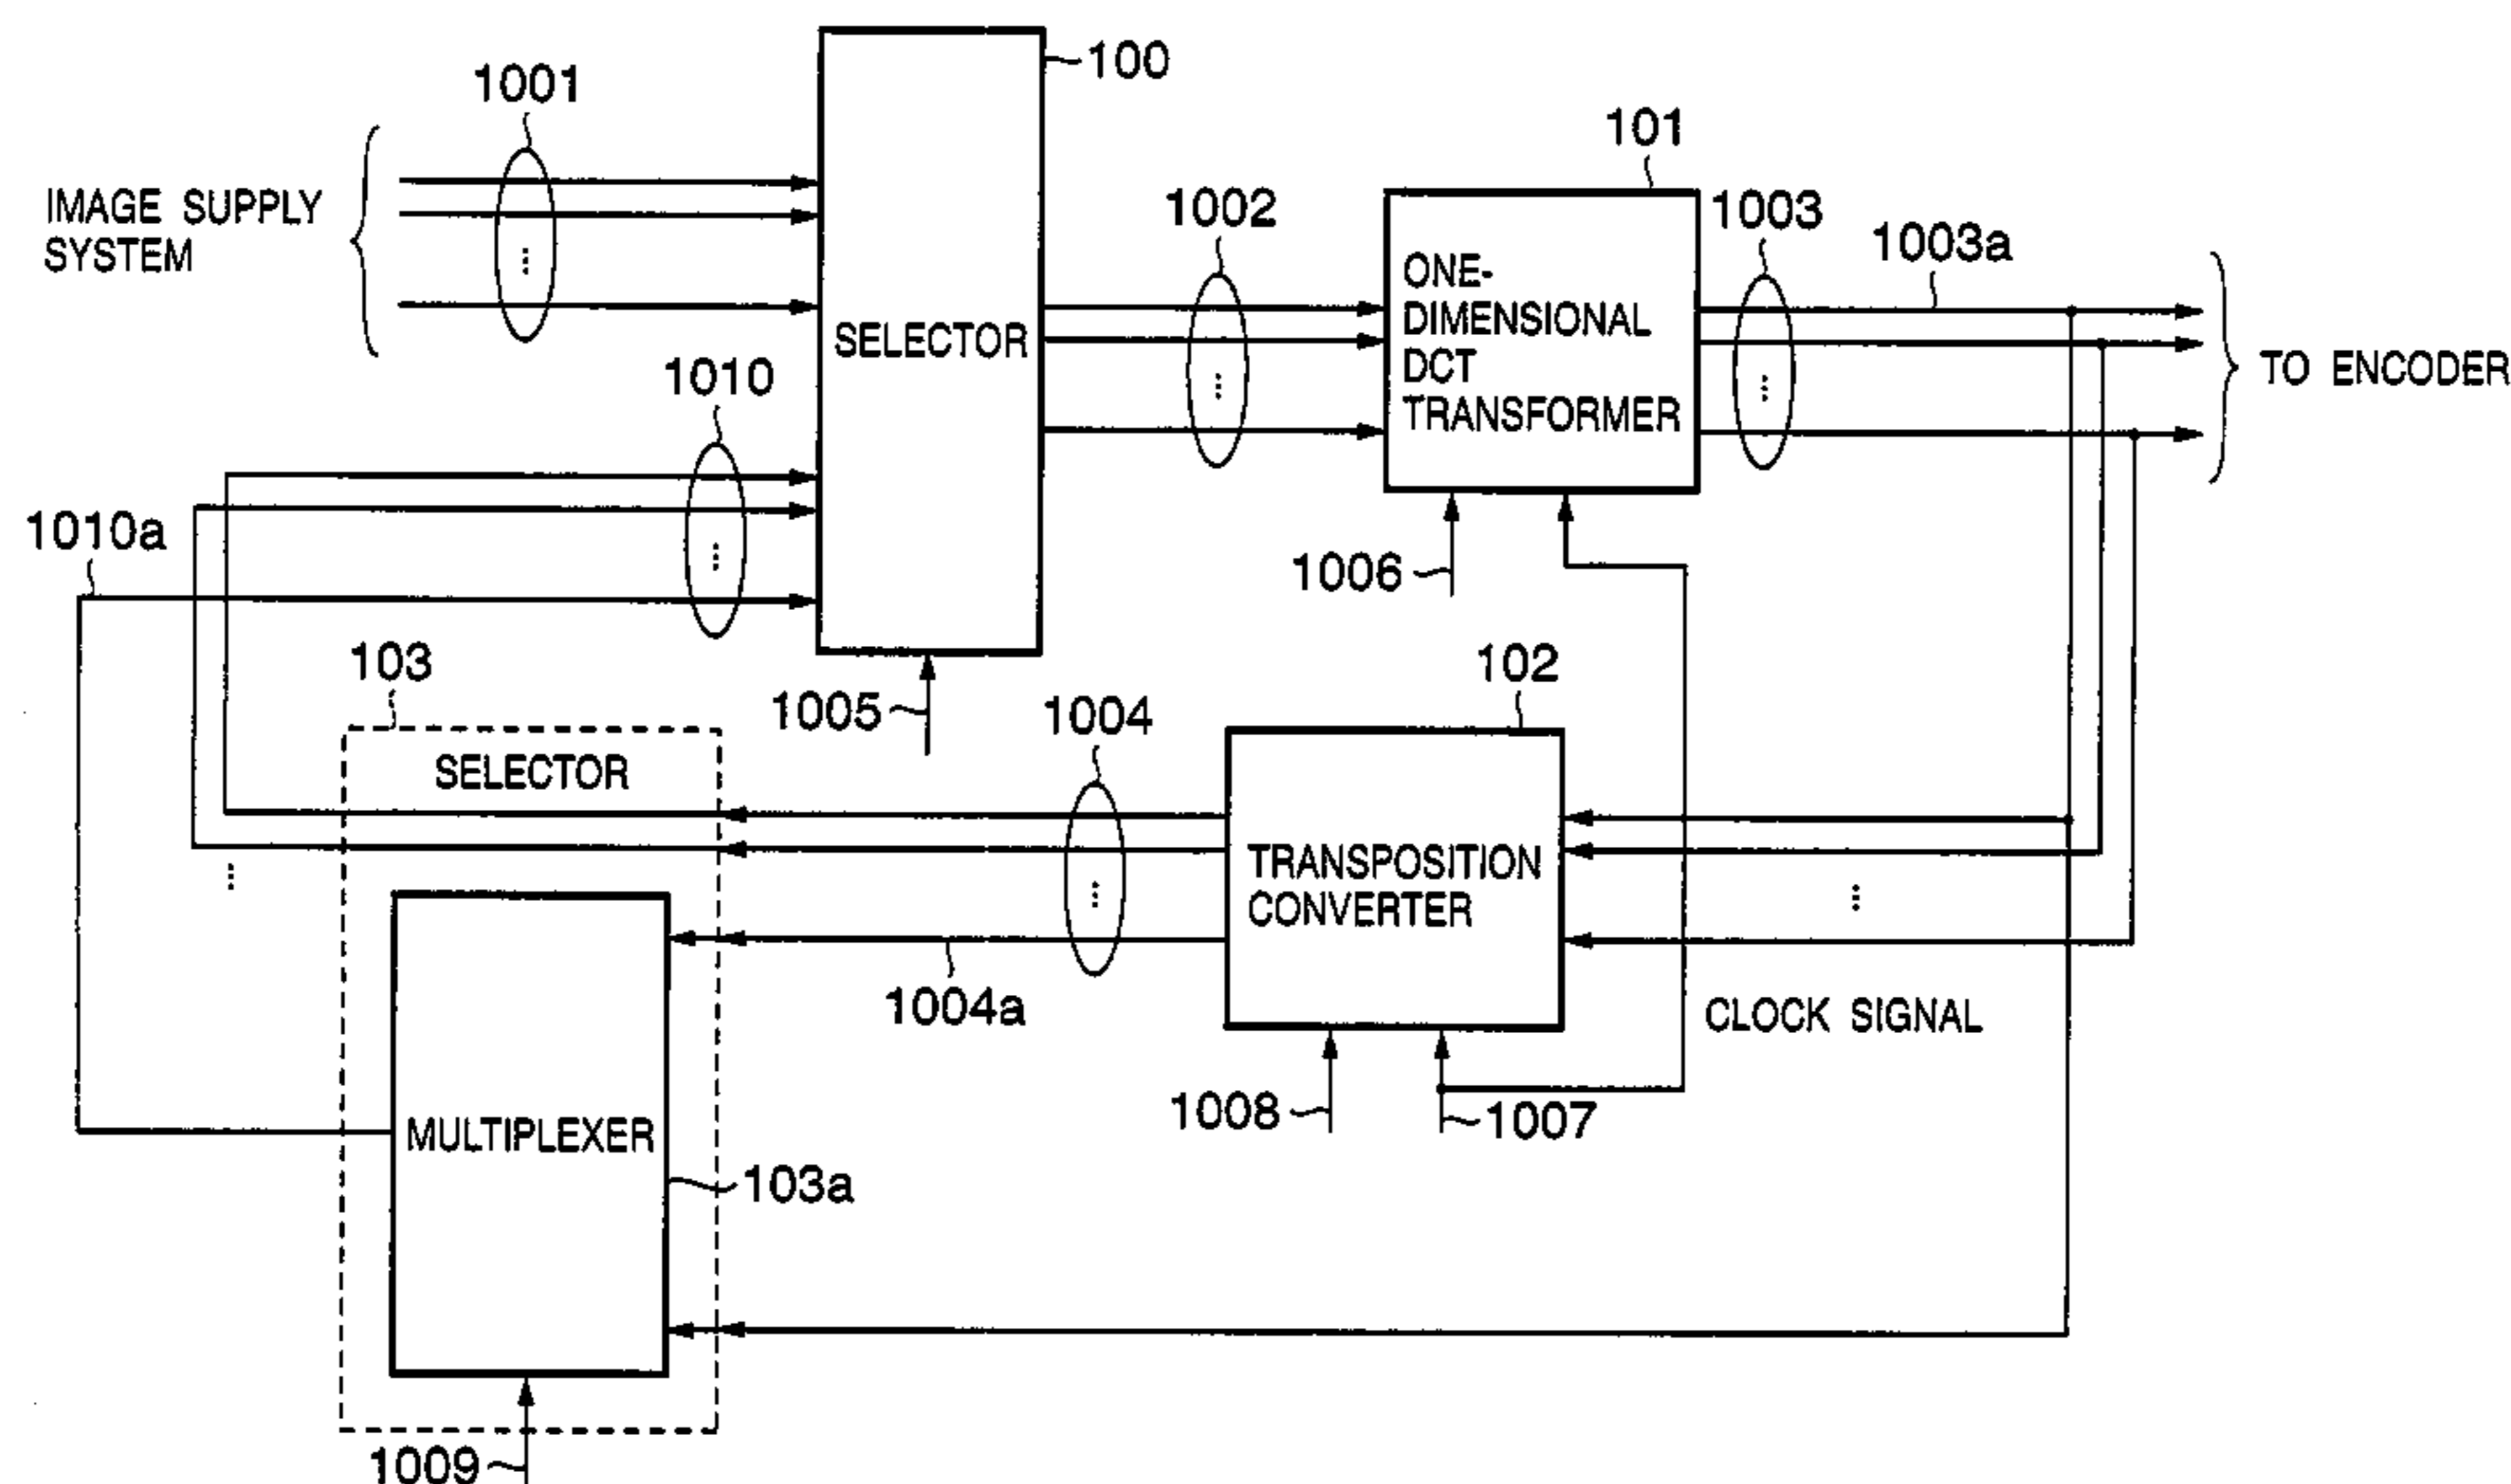 100
1001
101
IMAGE SUPPLY
SYSTEM
1002
1003
1003a
ONE-
DIMENSIONAL
DCT
TRANSFORMER
SELECTOR
TO ENCODER
1010
1010a
1006
103
1005
1004
102
SELECTOR
TRANSPOSITION
CONVERTER
1004a
CLOCK SIGNAL
1008
1007
MULTIPLEXER
103a
1009